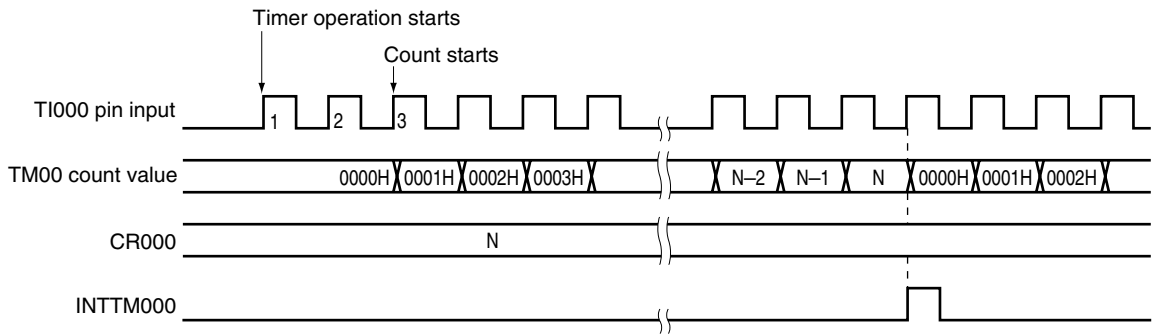 Timer operation starts
Count starts
TI000 pin input
1 2 3
TM00 count value
0000H 0001H 0002H 0003H N–2 N–1 N 0000H 0001H 0002H
CR000
N
INTTM000